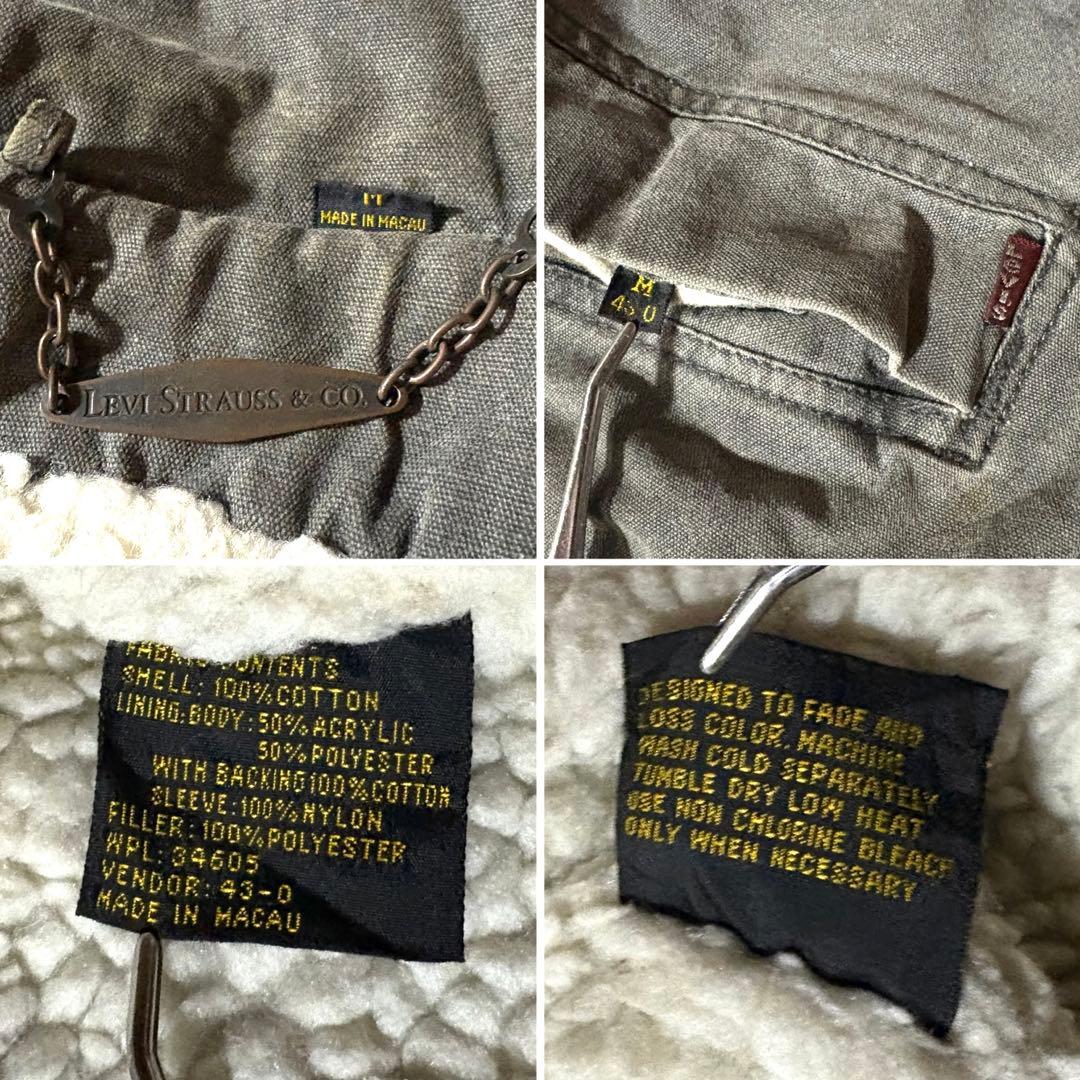 M
MADE IN MACAU
LEVI STRAUSS & CO.
M
LEVI'S
FABRIC CONTENTS
SHELL: 100% COTTON
LINING: BODY: 50% ACRYLIC
50% POLYESTER
WITH BACKING 100% COTTON
SLEEVE: 100% NYLON
FILLER: 100% POLYESTER
WPL: 34605
VENDOR: 43-0
MADE IN MACAU
DESIGNED TO FADE AND
LOSS COLOR. MACHINE
WASH COLD SEPARATELY
TUMBLE DRY LOW HEAT
USE NON CHLORINE BLEACH
ONLY WHEN NECESSARY